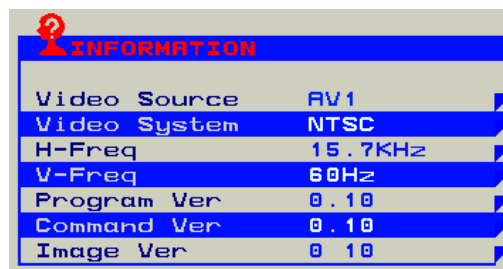 ?
INFORMATION
Video Source AV1
Video System NTSC
H-Freq 15.7KHz
V-Freq 60Hz
Program Ver 0.10
Command Ver 0.10
Image Ver 0 10